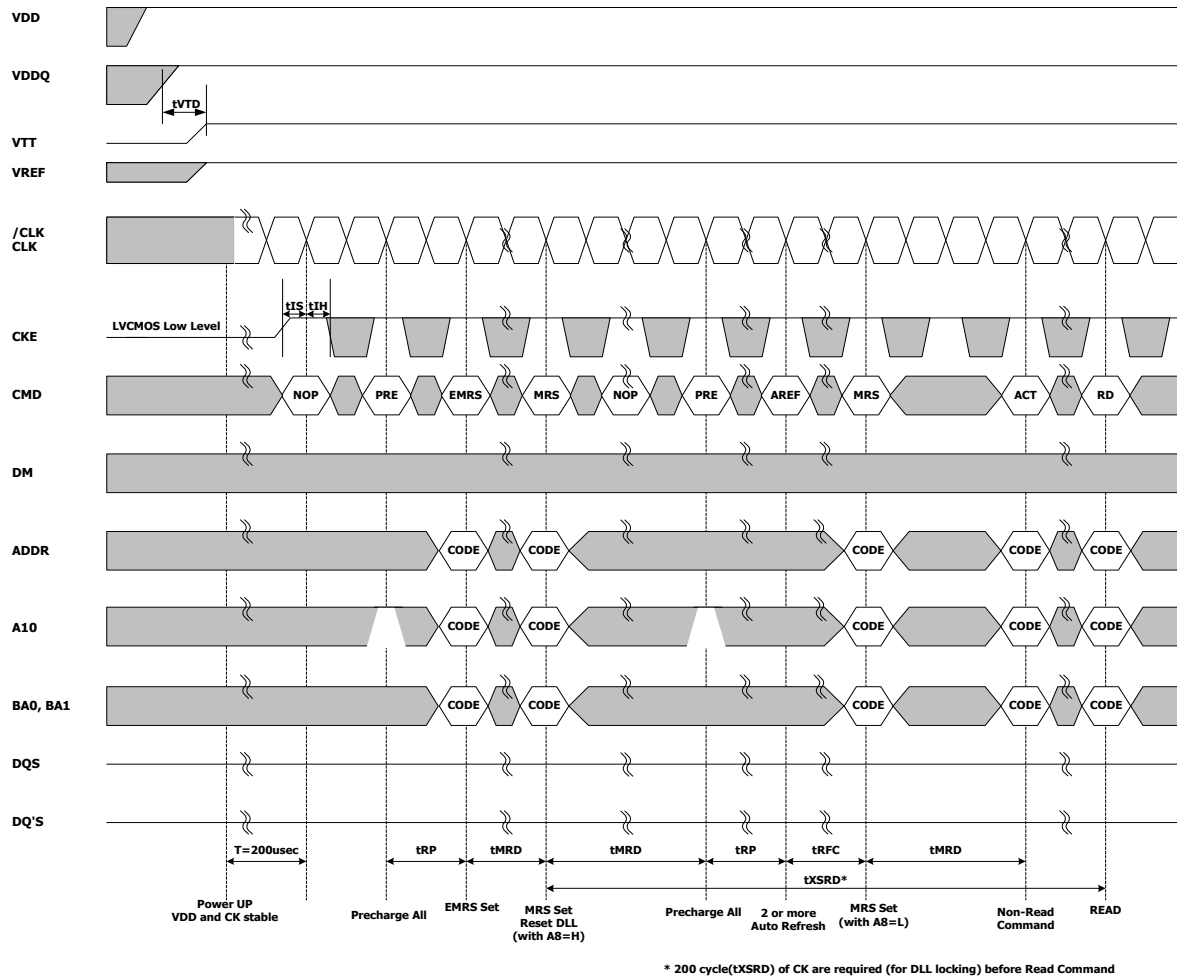 VDD
VDDQ
tVTD
VTT
VREF
/CLK
CLK
tIS tIH
CKE
LVCMOS Low Level
CMD NOP PRE EMRS MRS NOP PRE AREF MRS ACT RD
DM
ADDR CODE CODE CODE CODE CODE
A10 CODE CODE CODE CODE CODE
BA0, BA1 CODE CODE CODE CODE CODE
DQS
DQ'S
T=200usec tRP tMRD tMRD tRP tRFC tMRD
tXSRD*
Power UP
VDD and CK stable
Precharge All
EMRS Set
MRS Set
Reset DLL
(with A8=H)
Precharge All
2 or more
Auto Refresh
MRS Set
(with A8=L)
Non-Read
Command
READ
* 200 cycle(tXSRD) of CK are required (for DLL locking) before Read Command